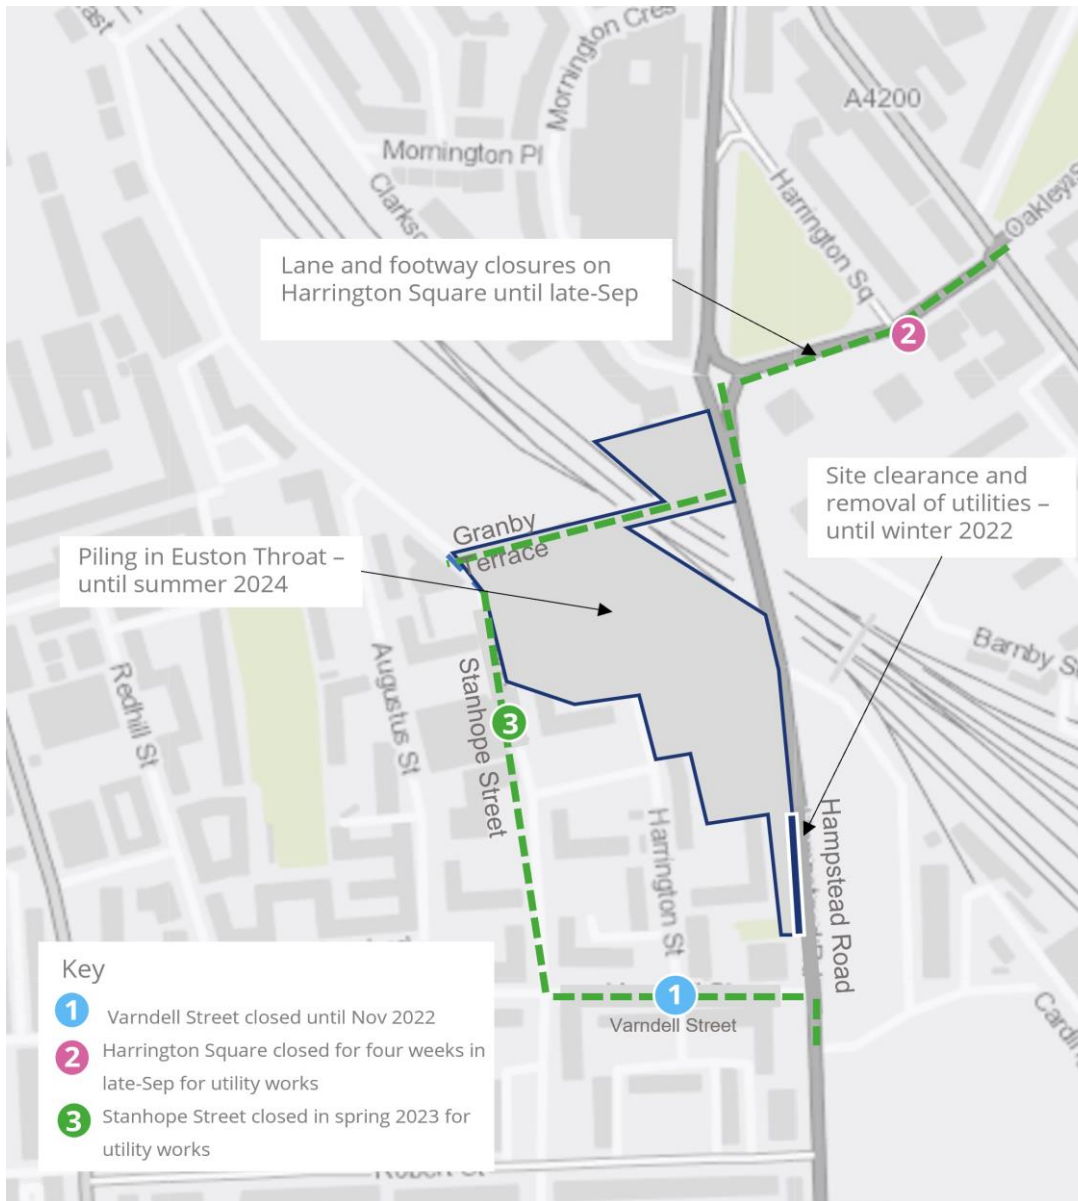 Mornington Cres
A4200
Mornington Pl
Harrington Sq
Oakley
Lane and footway closures on
Harrington Square until late-Sep
2
Site clearance and
removal of utilities –
until winter 2022
Granby
Terrace
Piling in Euston Throat –
until summer 2024
Barnby St
Redhill St
Augustus St
Stanhope Street
3
Harrington St
Hampstead Road
1
Varndell Street
Key
1 Varndell Street closed until Nov 2022
2 Harrington Square closed for four weeks in
late-Sep for utility works
3 Stanhope Street closed in spring 2023 for
utility works